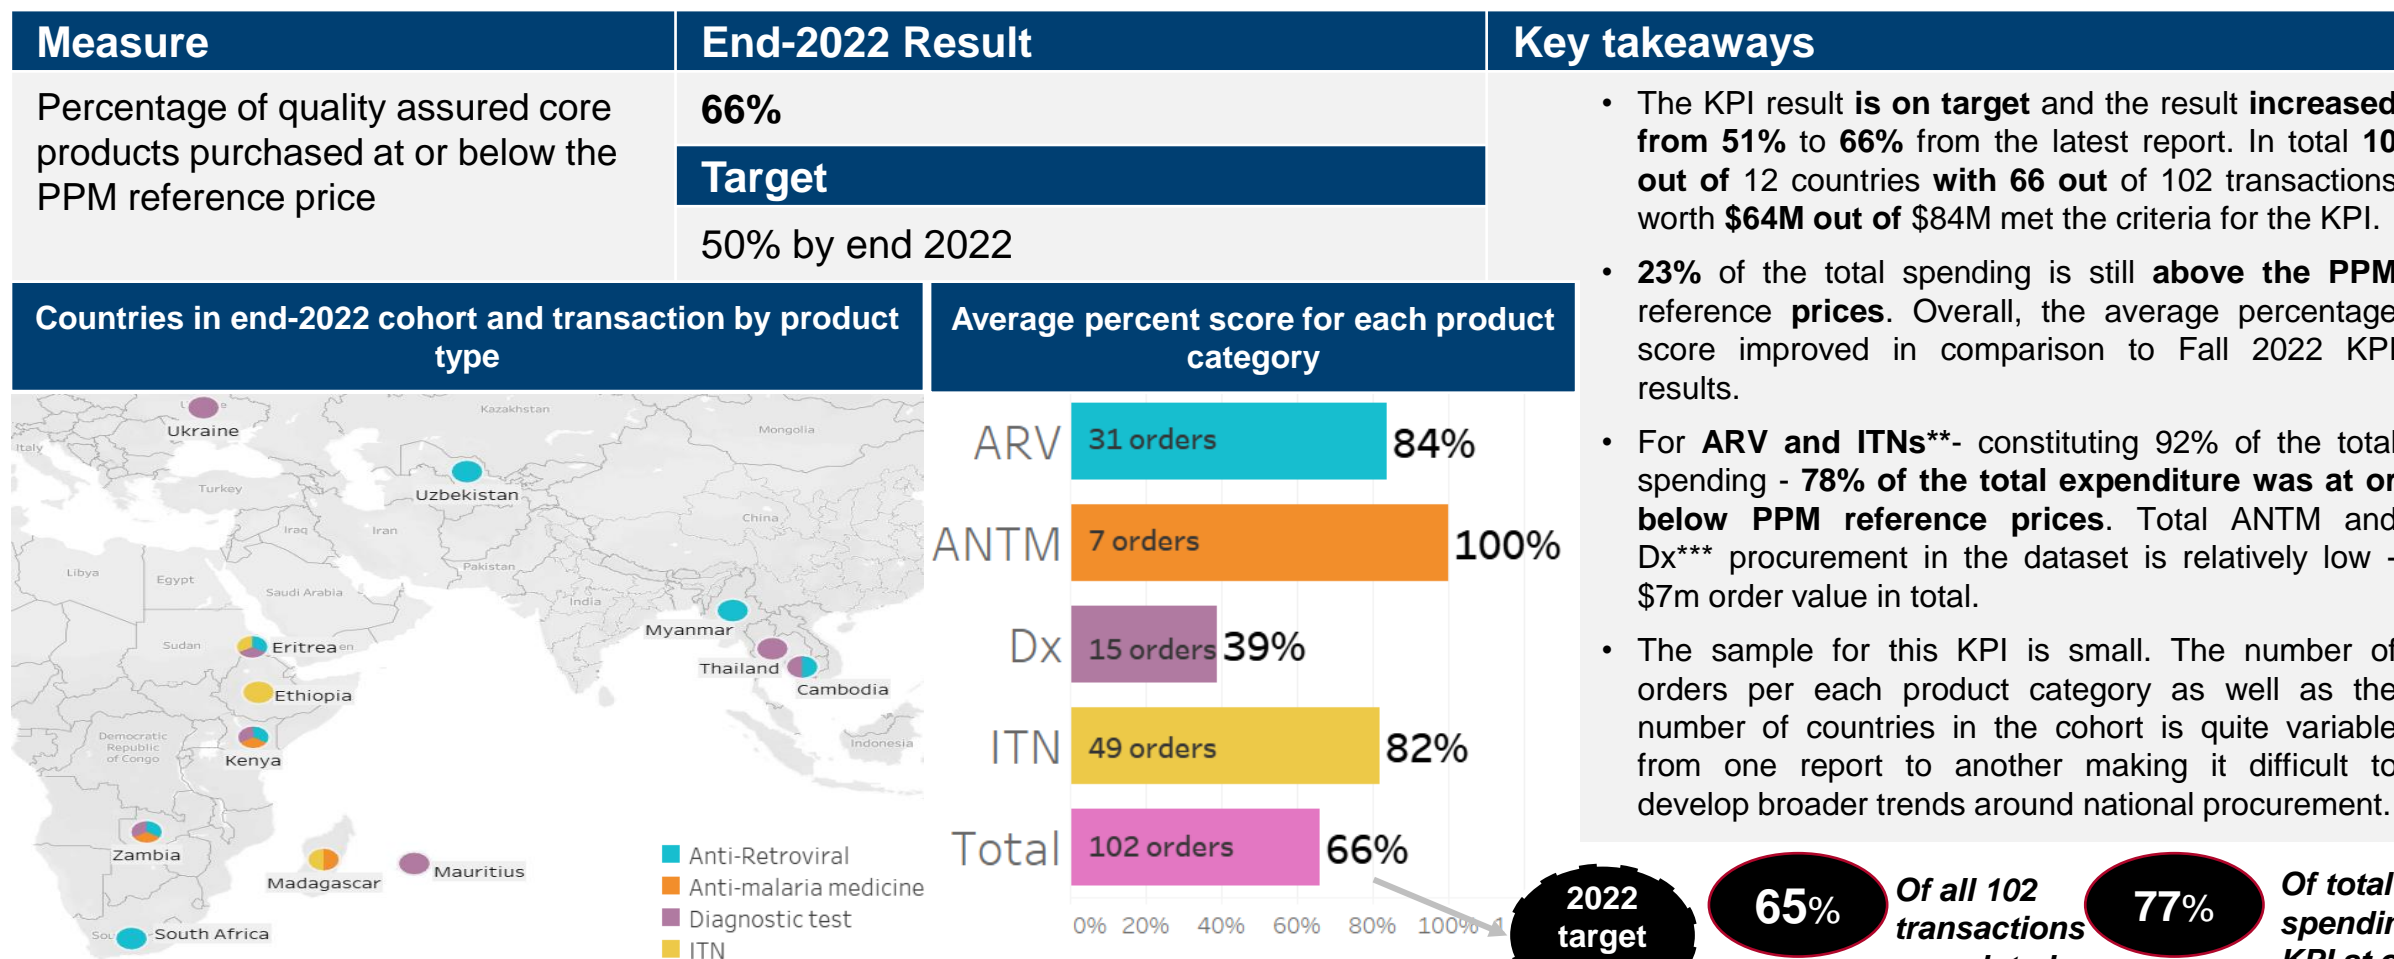 Measure
End-2022 Result
Key takeaways
Percentage of quality assured core
products purchased at or below the
PPM reference price
66%
Target
50% by end 2022
• The KPI result is on target and the result increased
from 51% to 66% from the latest report. In total 10
out of 12 countries with 66 out of 102 transactions
worth $64M out of $84M met the criteria for the KPI.
• 23% of the total spending is still above the PPM
reference prices. Overall, the average percentage
score improved in comparison to Fall 2022 KPI
results.
• For ARV and ITNs**- constituting 92% of the total
spending - 78% of the total expenditure was at or
below PPM reference prices. Total ANTM and
Dx*** procurement in the dataset is relatively low -
$7m order value in total.
• The sample for this KPI is small. The number of
orders per each product category as well as the
number of countries in the cohort is quite variable
from one report to another making it difficult to
develop broader trends around national procurement.
Countries in end-2022 cohort and transaction by product
type
Kazakhstan
Ukraine
Mongolia
Italy
Uzbekistan
Turkey
China
Iraq
Iran
Pakistan
Libya
Egypt
Saudi Arabia
India
Myanmar
Sudan
Eritrea
Thailand
Cambodia
Ethiopia
Democratic
Republic
of Congo
Indonesia
Kenya
Zambia
Madagascar
Mauritius
South Africa
Anti-Retroviral
Anti-malaria medicine
Diagnostic test
ITN
Average percent score for each product
category
ARV 31 orders 84%
ANTM 7 orders 100%
Dx 15 orders 39%
ITN 49 orders 82%
Total 102 orders 66%
0% 20% 40% 60% 80% 100%
2022
target
65%
Of all 102
transactions
77%
Of total